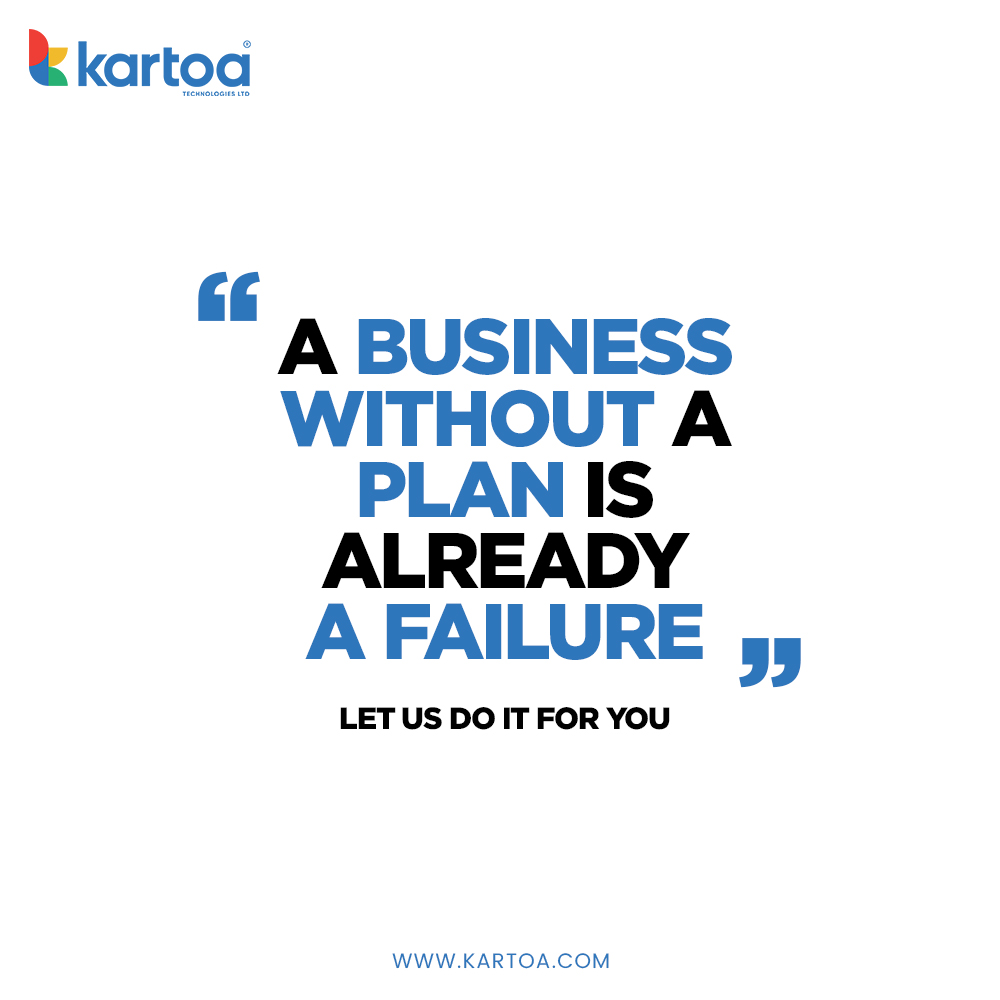 kartoa®
TECHNOLOGIES LTD
“A BUSINESS
WITHOUT A
PLAN IS
ALREADY
A FAILURE”
LET US DO IT FOR YOU
WWW.KARTOA.COM